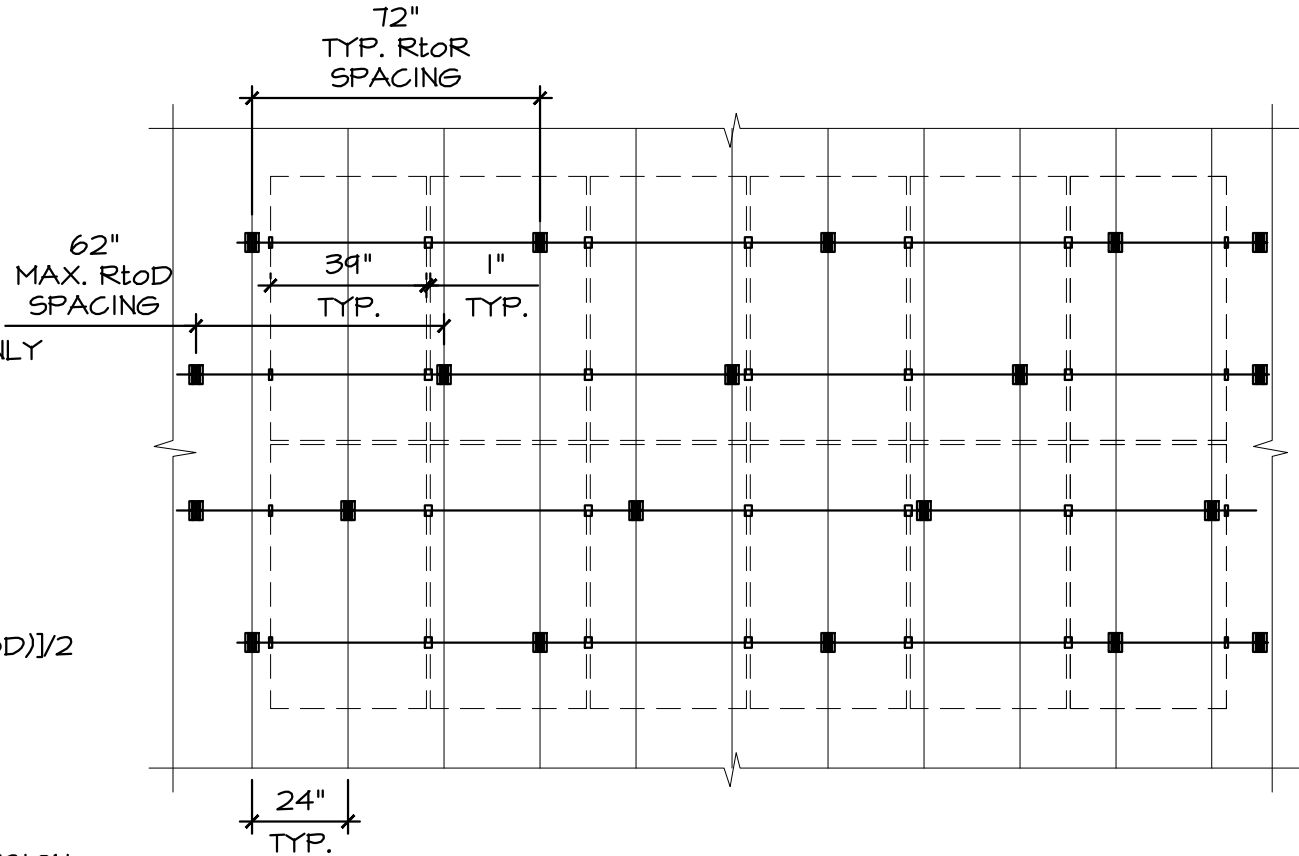 72"
TYP. RtoR
SPACING
62"
MAX. RtoD
SPACING
39"
TYP.
1"
TYP.
24"
TYP.